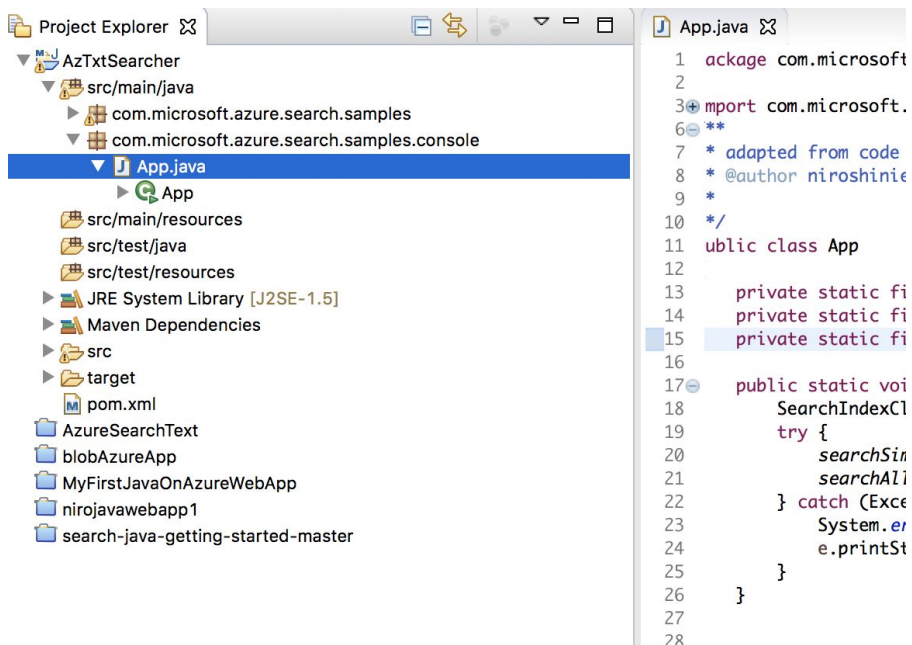 Project Explorer
AzTxtSearcher
src/main/java
com.microsoft.azure.search.samples
com.microsoft.azure.search.samples.console
App.java
App
src/main/resources
src/test/java
src/test/resources
JRE System Library [J2SE-1.5]
Maven Dependencies
src
target
pom.xml
AzureSearchText
blobAzureApp
MyFirstJavaOnAzureWebApp
nirojavawebapp1
search-java-getting-started-master
App.java
1 ackage com.microsoft
2
3 mport com.microsoft.
6 **
7 * adapted from code
8 * @author niroshinie
9 *
10 */
11 ublic class App
12
13 private static fi
14 private static fi
15 private static fi
16
17 public static voi
18 SearchIndexCl
19 try {
20 searchSim
21 searchAll
22 } catch (Exce
23 System.er
24 e.printSt
25 }
26 }
27
28